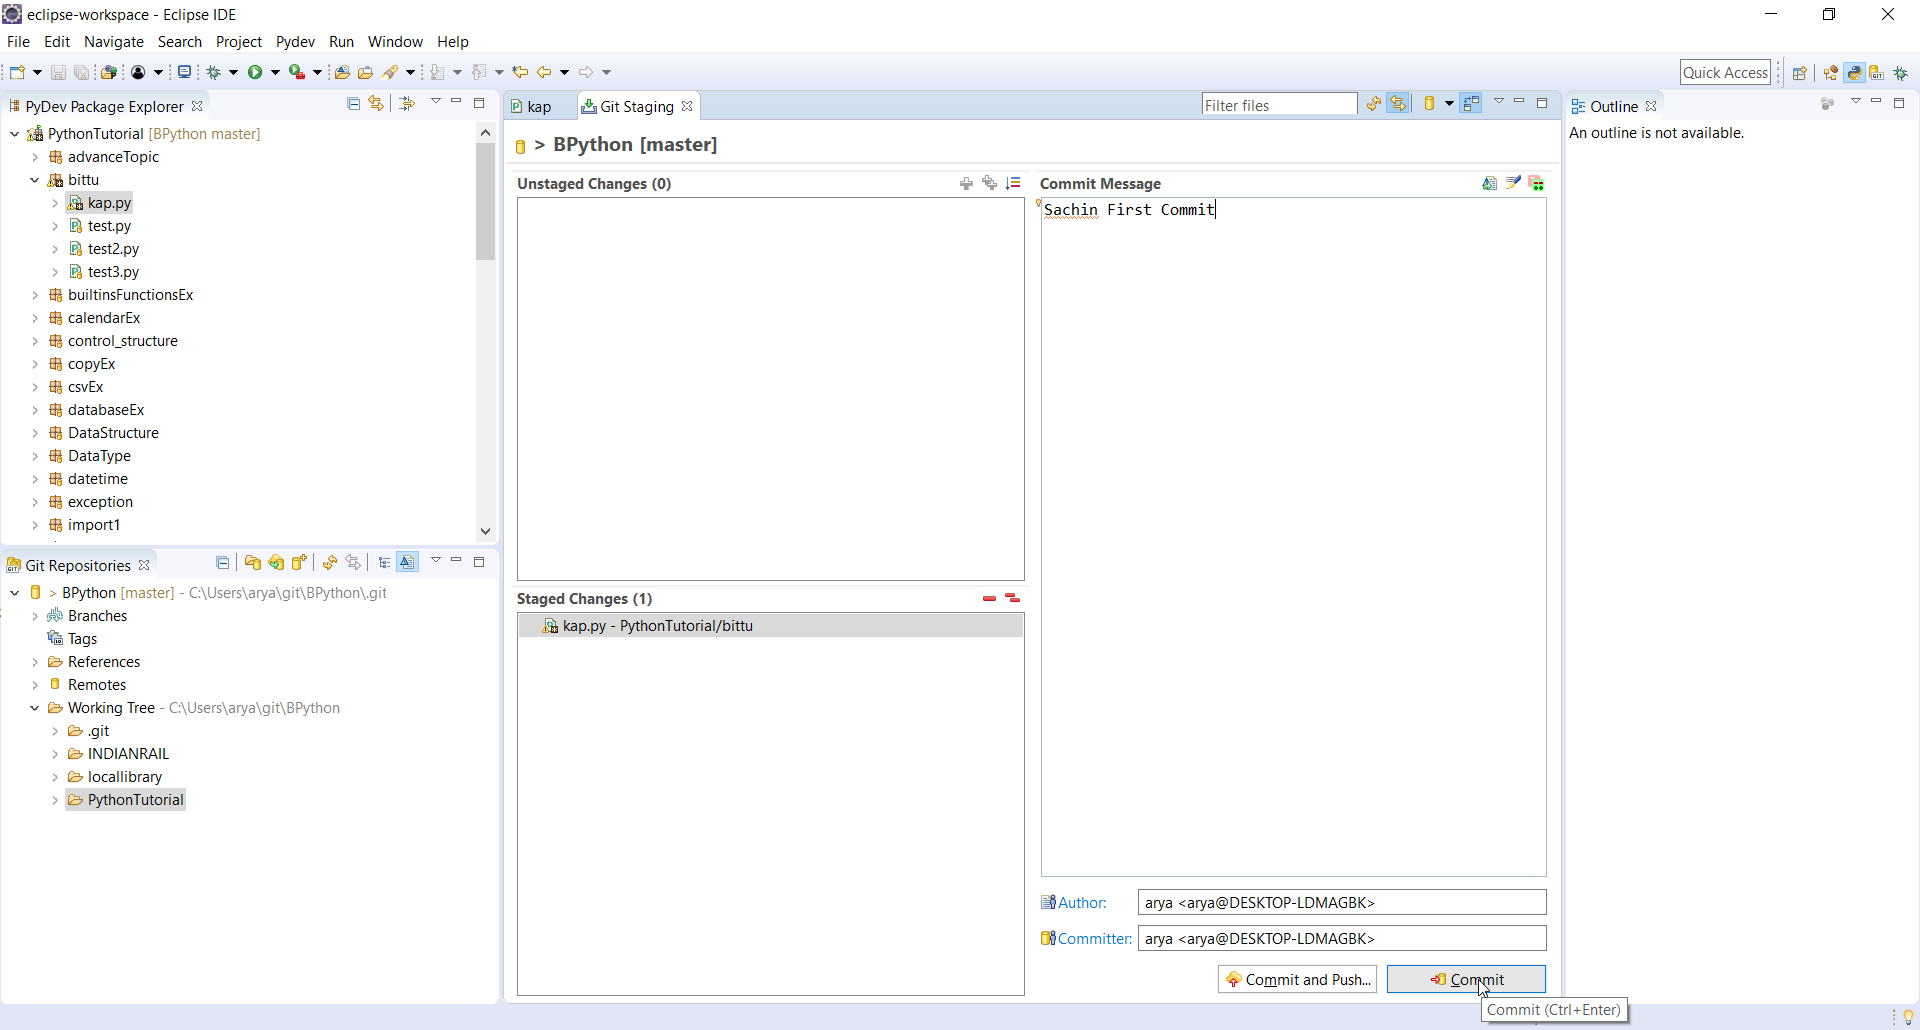 eclipse-workspace - Eclipse IDE
File Edit Navigate Search Project Pydev Run Window Help
Quick Access
PyDev Package Explorer
PythonTutorial [BPython master]
advanceTopic
bittu
kap.py
test.py
test2.py
test3.py
builtinsFunctionsEx
calendarEx
control_structure
copyEx
csvEx
databaseEx
DataStructure
DataType
datetime
exception
import1
Git Repositories
> BPython [master] - C:\Users\arya\git\BPython\.git
Branches
Tags
References
Remotes
Working Tree - C:\Users\arya\git\BPython
.git
INDIANRAIL
locallibrary
PythonTutorial
kap
Git Staging
Filter files
> BPython [master]
Unstaged Changes (0)
Staged Changes (1)
kap.py - PythonTutorial/bittu
Commit Message
Sachin First Commit
Author: arya <arya@DESKTOP-LDMAGBK>
Committer: arya <arya@DESKTOP-LDMAGBK>
Commit and Push...
Commit
Commit (Ctrl+Enter)
Outline
An outline is not available.